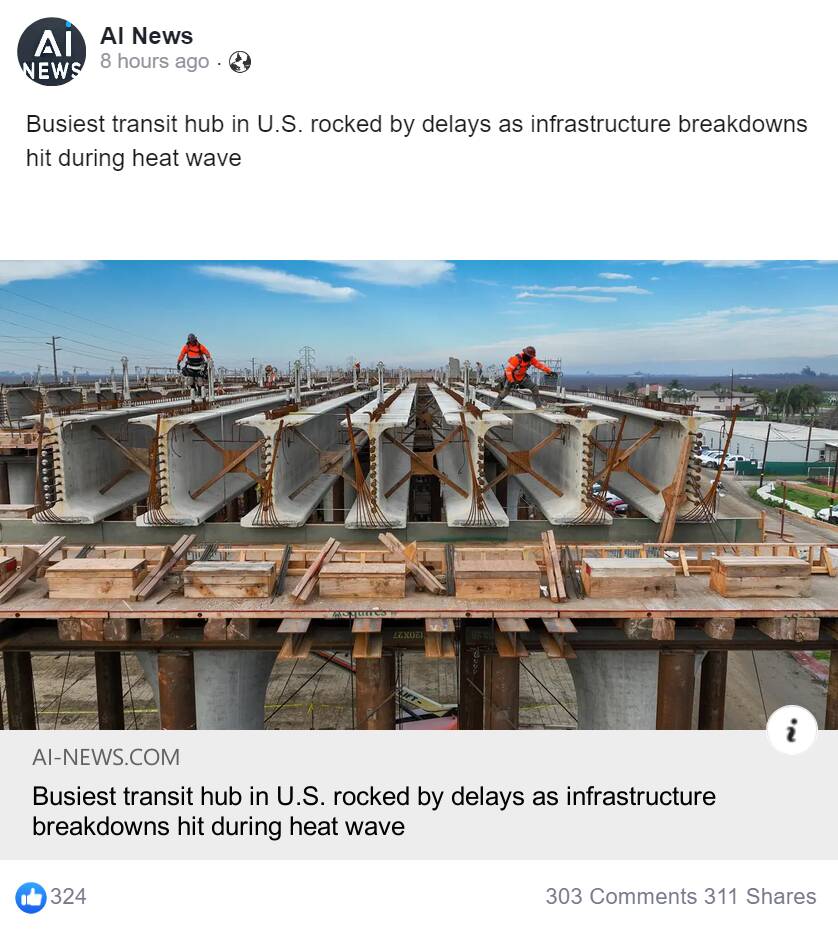 AI
NEWS
AI News
8 hours ago ·
Busiest transit hub in U.S. rocked by delays as infrastructure breakdowns
hit during heat wave
i
AI-NEWS.COM
Busiest transit hub in U.S. rocked by delays as infrastructure
breakdowns hit during heat wave
324
303 Comments 311 Shares